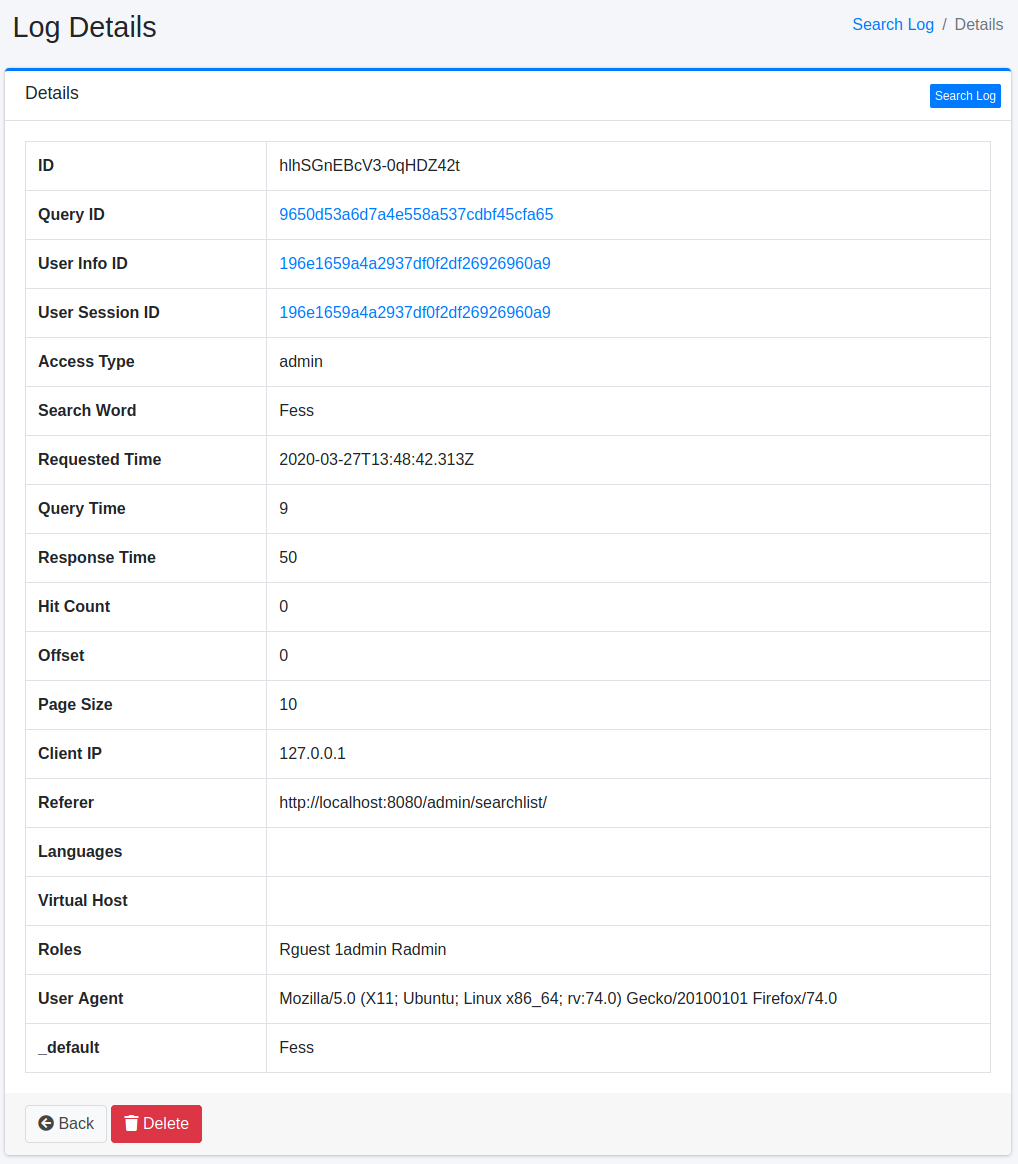 Log Details
Search Log / Details
Details
Search Log
ID hlhSGnEBcV3-0qHDZ42t
Query ID 9650d53a6d7a4e558a537cdbf45cfa65
User Info ID 196e1659a4a2937df0f2df26926960a9
User Session ID 196e1659a4a2937df0f2df26926960a9
Access Type admin
Search Word Fess
Requested Time 2020-03-27T13:48:42.313Z
Query Time 9
Response Time 50
Hit Count 0
Offset 0
Page Size 10
Client IP 127.0.0.1
Referer http://localhost:8080/admin/searchlist/
Languages
Virtual Host
Roles Rguest 1admin Radmin
User Agent Mozilla/5.0 (X11; Ubuntu; Linux x86_64; rv:74.0) Gecko/20100101 Firefox/74.0
_default Fess
Back Delete